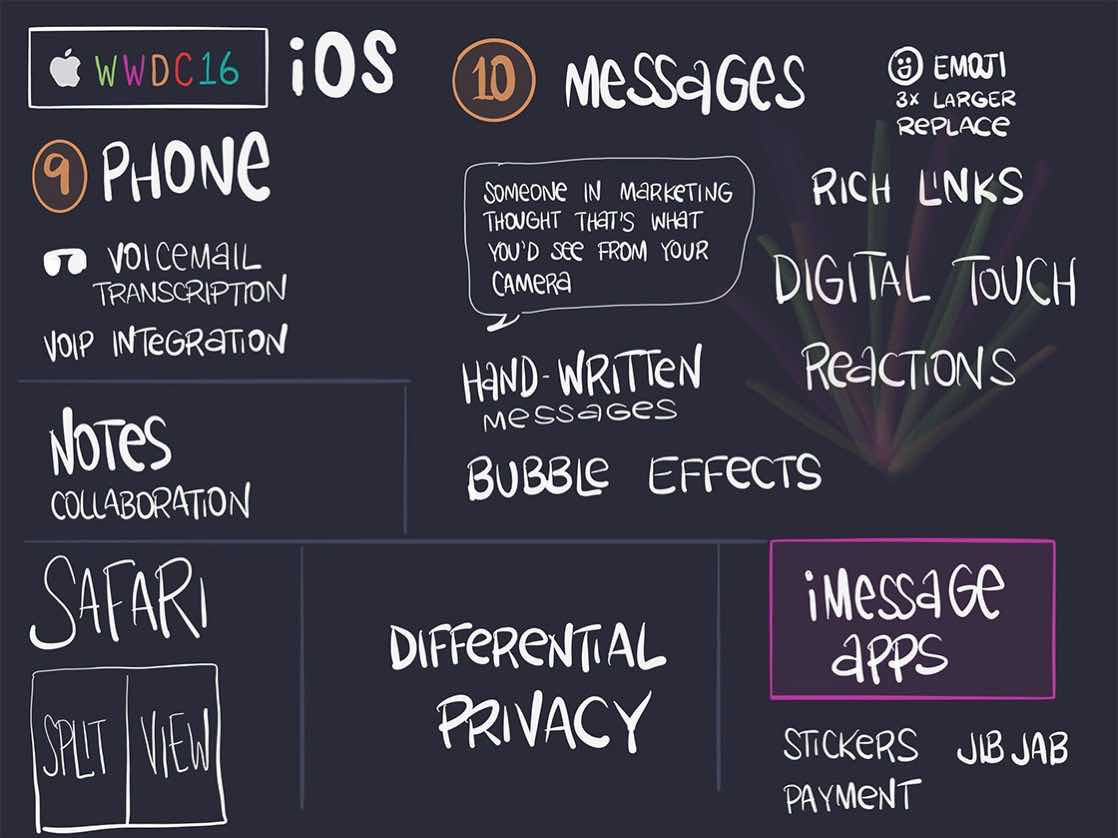 WWDC16 iOS
9 PHONE
VOICEMAIL
TRANSCRIPTION
VOIP INTEGRATION
NOTES
COLLABORATION
SAFARI
SPLIT VIEW
10 MESSAGES
SOMEONE IN MARKETING
THOUGHT THAT'S WHAT
YOU'D SEE FROM YOUR
CAMERA
HAND-WRITTEN
MESSAGES
BUBBLE EFFECTS
EMOJI
3x LARGER
REPLACE
RICH LINKS
DIGITAL TOUCH
REACTIONS
DIFFERENTIAL
PRIVACY
iMESSAGE
APPS
STICKERS JIB JAB
PAYMENT